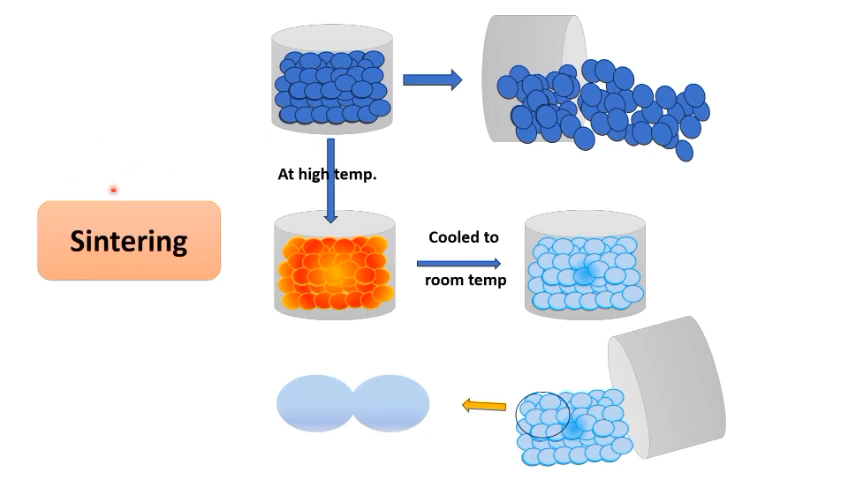 At high temp.
Sintering
Cooled to
room temp